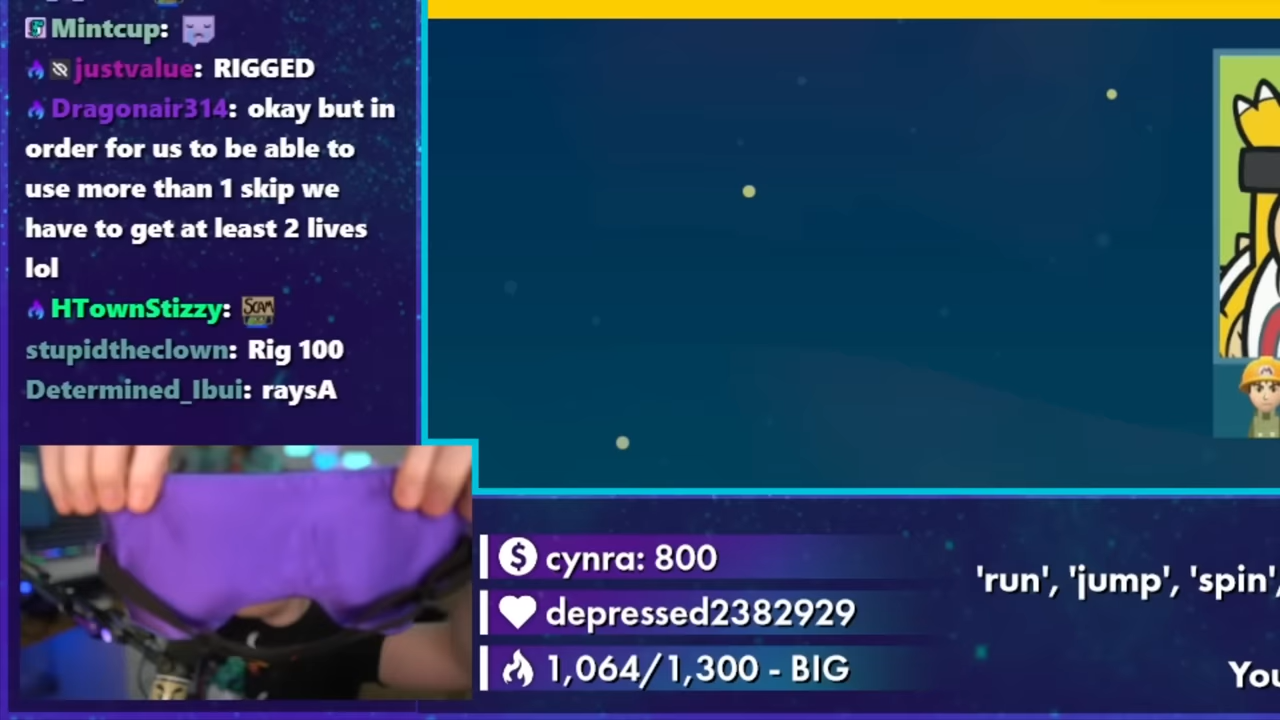 Mintcup:
justvalue: RIGGED
Dragonair314: okay but in
order for us to be able to
use more than 1 skip we
have to get at least 2 lives
lol
HTownStizzy: SCAM
stupidtheclown: Rig 100
Determined_Ibui: raysA
$ cynra: 800
depressed2382929
1,064/1,300 - BIG
'run', 'jump', 'spin',
You